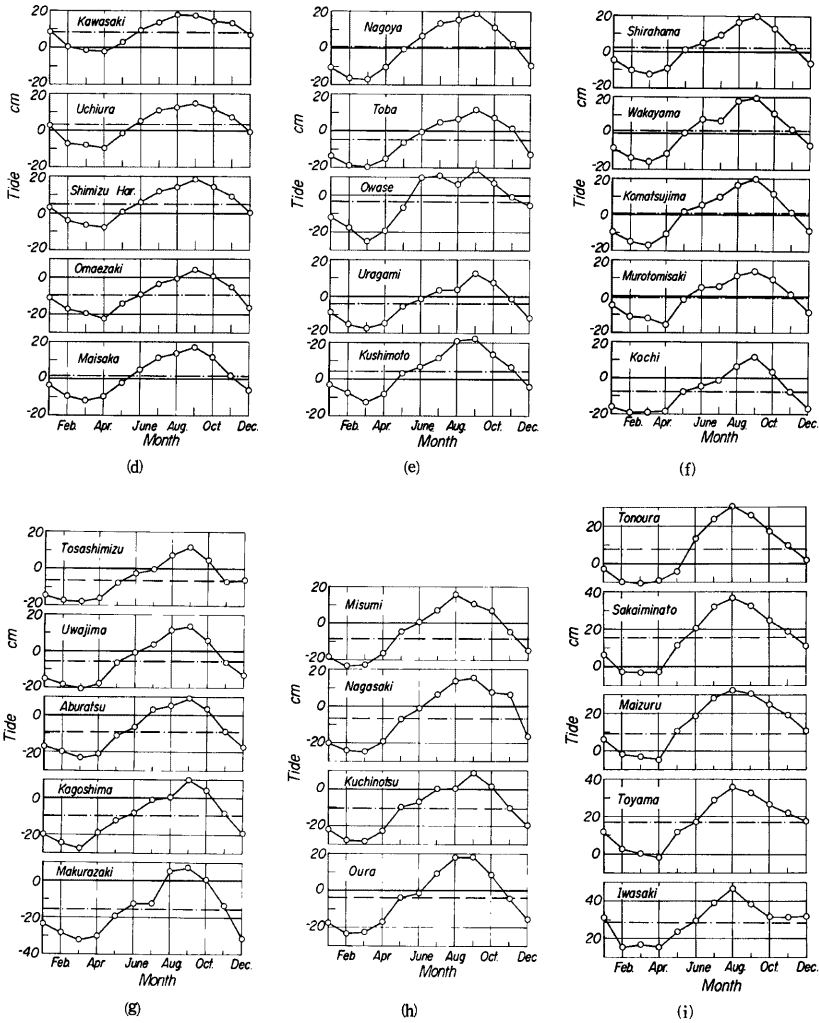 Kawasaki
20
0
-20
Uchiura
20
0
-20
Shimizu Har.
20
0
-20
Omaezaki
0
-20
Maisaka
20
0
-20
cm
Tide
Feb. Apr. June Aug. Oct. Dec.
Month
(d)
Nagoya
20
0
-20
Toba
20
0
-20
Owase
20
0
-20
Uragami
20
0
-20
Kushimoto
20
0
-20
cm
Tide
Feb. Apr. June Aug. Oct. Dec.
Month
(e)
Shirahama
20
0
-20
Wakayama
20
0
-20
Komatsujima
20
0
-20
Murotomisaki
20
0
-20
Kochi
20
0
-20
cm
Tide
Feb. Apr. June Aug. Oct. Dec.
Month
(f)
Tosashimizu
20
0
-20
Uwajima
20
0
-20
Aburatsu
0
-20
Kagoshima
0
-20
Makurazaki
0
-20
-40
cm
Tide
Feb. Apr. June Aug. Oct. Dec.
Month
(g)
Misumi
20
0
-20
Nagasaki
20
0
-20
Kuchinotsu
0
-20
Oura
20
0
-20
cm
Tide
Feb. Apr. June Aug. Oct. Dec.
Month
(h)
Tonoura
20
0
Sakaiminato
40
20
0
Maizuru
20
0
Toyama
40
20
0
Iwasaki
40
20
cm
Tide
Feb. Apr. June Aug. Oct. Dec.
Month
(i)